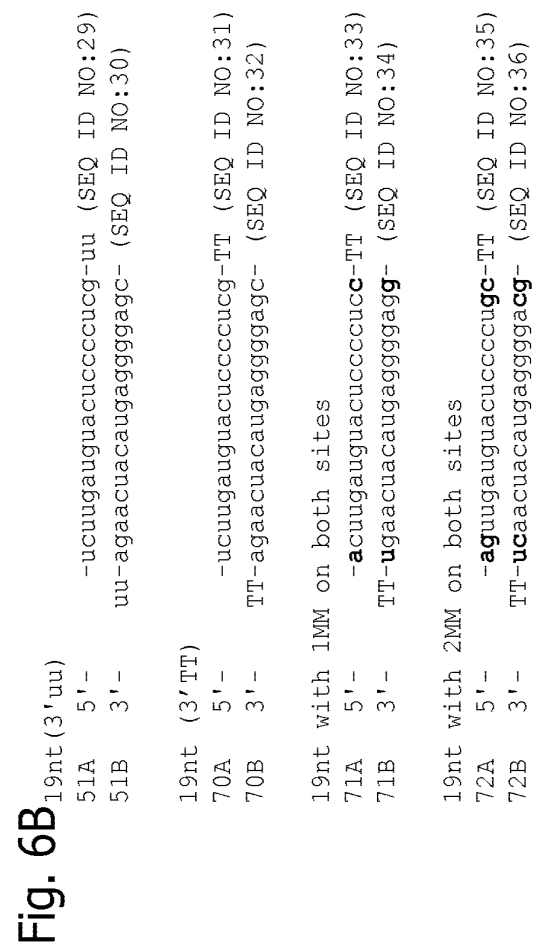 Fig. 6B
19nt(3'uu)
51A 5'- -ucuugauguacuccccucg-uu (SEQ ID NO:29)
51B 3'- uu-agaacuacaugaggggagc- (SEQ ID NO:30)
19nt (3'TT)
70A 5'- -ucuugauguacuccccucg-TT (SEQ ID NO:31)
70B 3'- TT-agaacuacaugaggggagc- (SEQ ID NO:32)
19nt with 1MM on both sites
71A 5'- -acuugauguacuccccucc-TT (SEQ ID NO:33)
71B 3'- TT-ugaacuacaugaggggagg- (SEQ ID NO:34)
19nt with 2MM on both sites
72A 5'- -aguugauguacuccccugc-TT (SEQ ID NO:35)
72B 3'- TT-ucaacuacaugaggggacg- (SEQ ID NO:36)